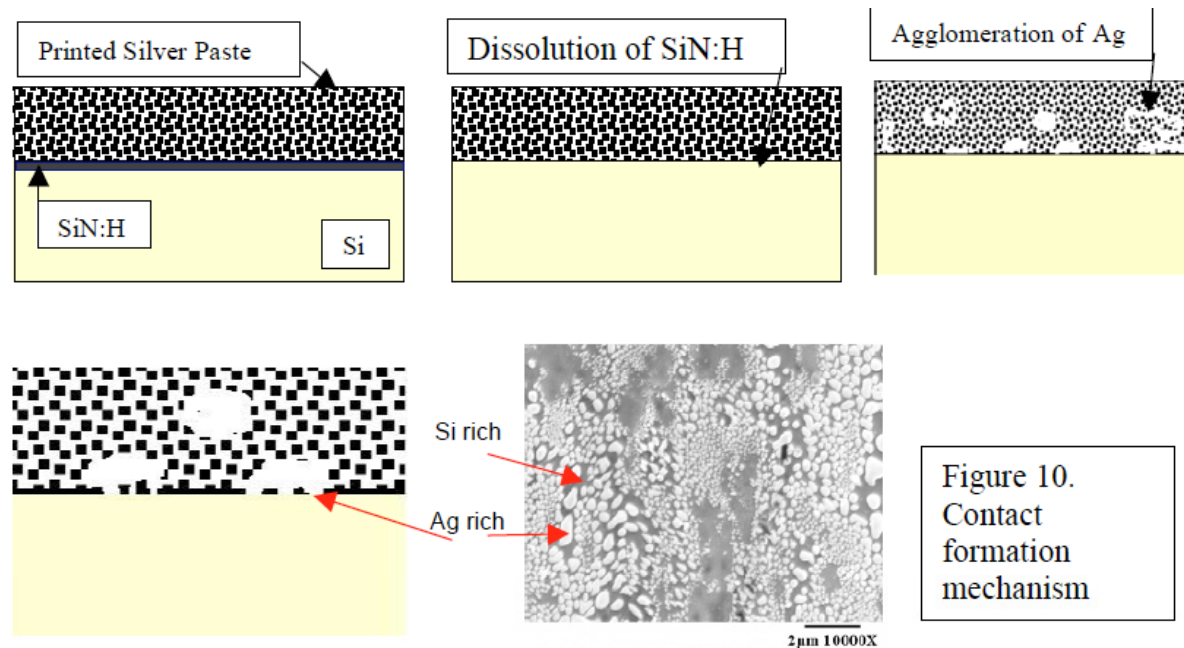 Printed Silver Paste
Dissolution of SiN:H
Agglomeration of Ag
SiN:H
Si
Si rich
Ag rich
Figure 10.
Contact
formation
mechanism
2µm 10000X